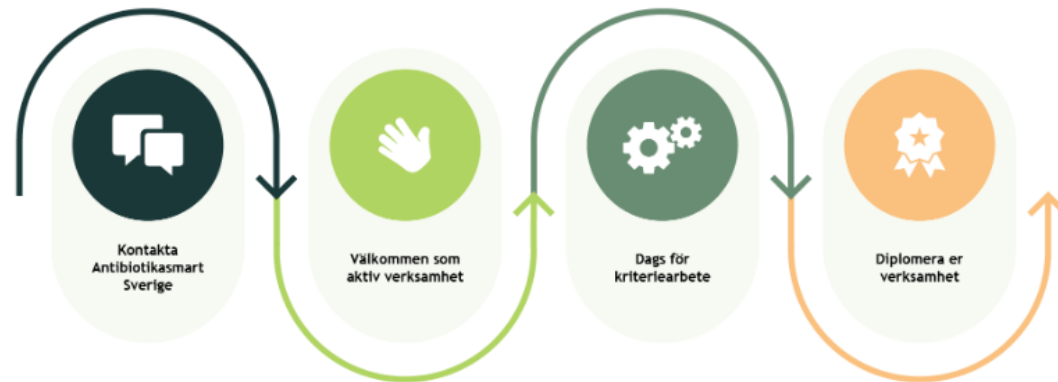 Kontakta
Antibiotikasmart
Sverige
Välkommen som
aktiv verksamhet
Dags för
kriteriearbete
Diplomera er
verksamhet